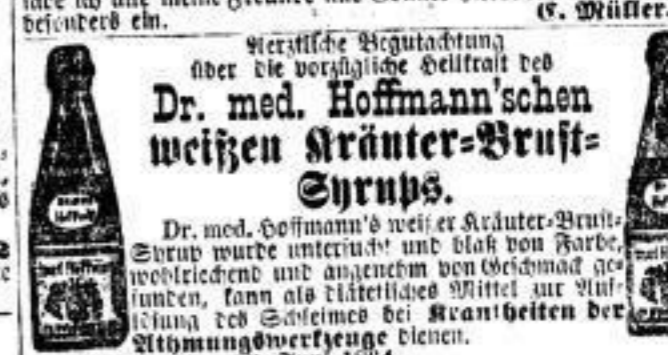 besonders ein.
C. Müller
Aerztliche Begutachtung
über die vorzügliche Heilkraft des
Dr. med. Hoffmann'schen
weißen Kräuter=Brust=
Syrups.
Dr. med. Hoffmann's weißer Kräuter=Brust=
Syrup wurde untersucht und blaß von Farbe,
wohlriechend und angenehm von Geschmack ge=
funden, kann als diätetisches Mittel zur Auf=
lösung des Schleimes bei Krankheiten der
Athmungswerkzeuge dienen.